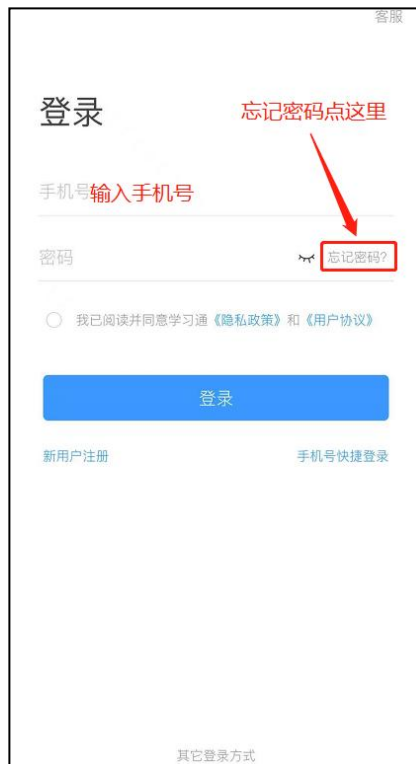 客服
登录
忘记密码点这里
手机号输入手机号
密码
忘记密码?
我已阅读并同意学习通《隐私政策》和《用户协议》
登录
新用户注册
手机号快捷登录
其它登录方式